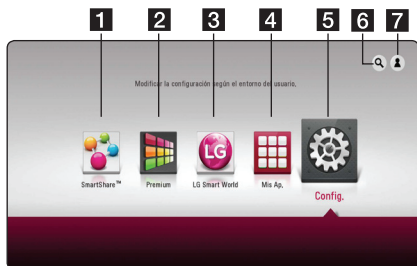 1 2 3 4 5 6 7
Modificar la configuración según el entorno del usuario.
LG
SmartShare™ Premium LG Smart World Mis Ap. Config.